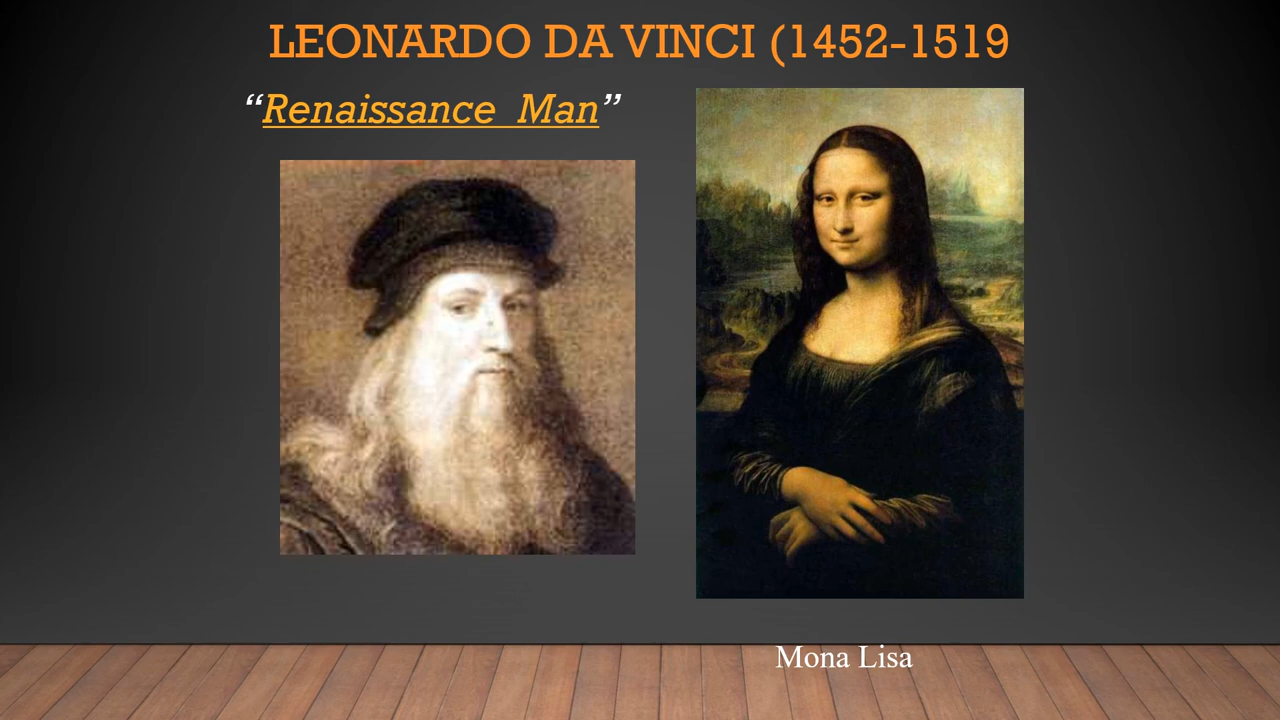 LEONARDO DA VINCI (1452-1519
“Renaissance Man”
Mona Lisa